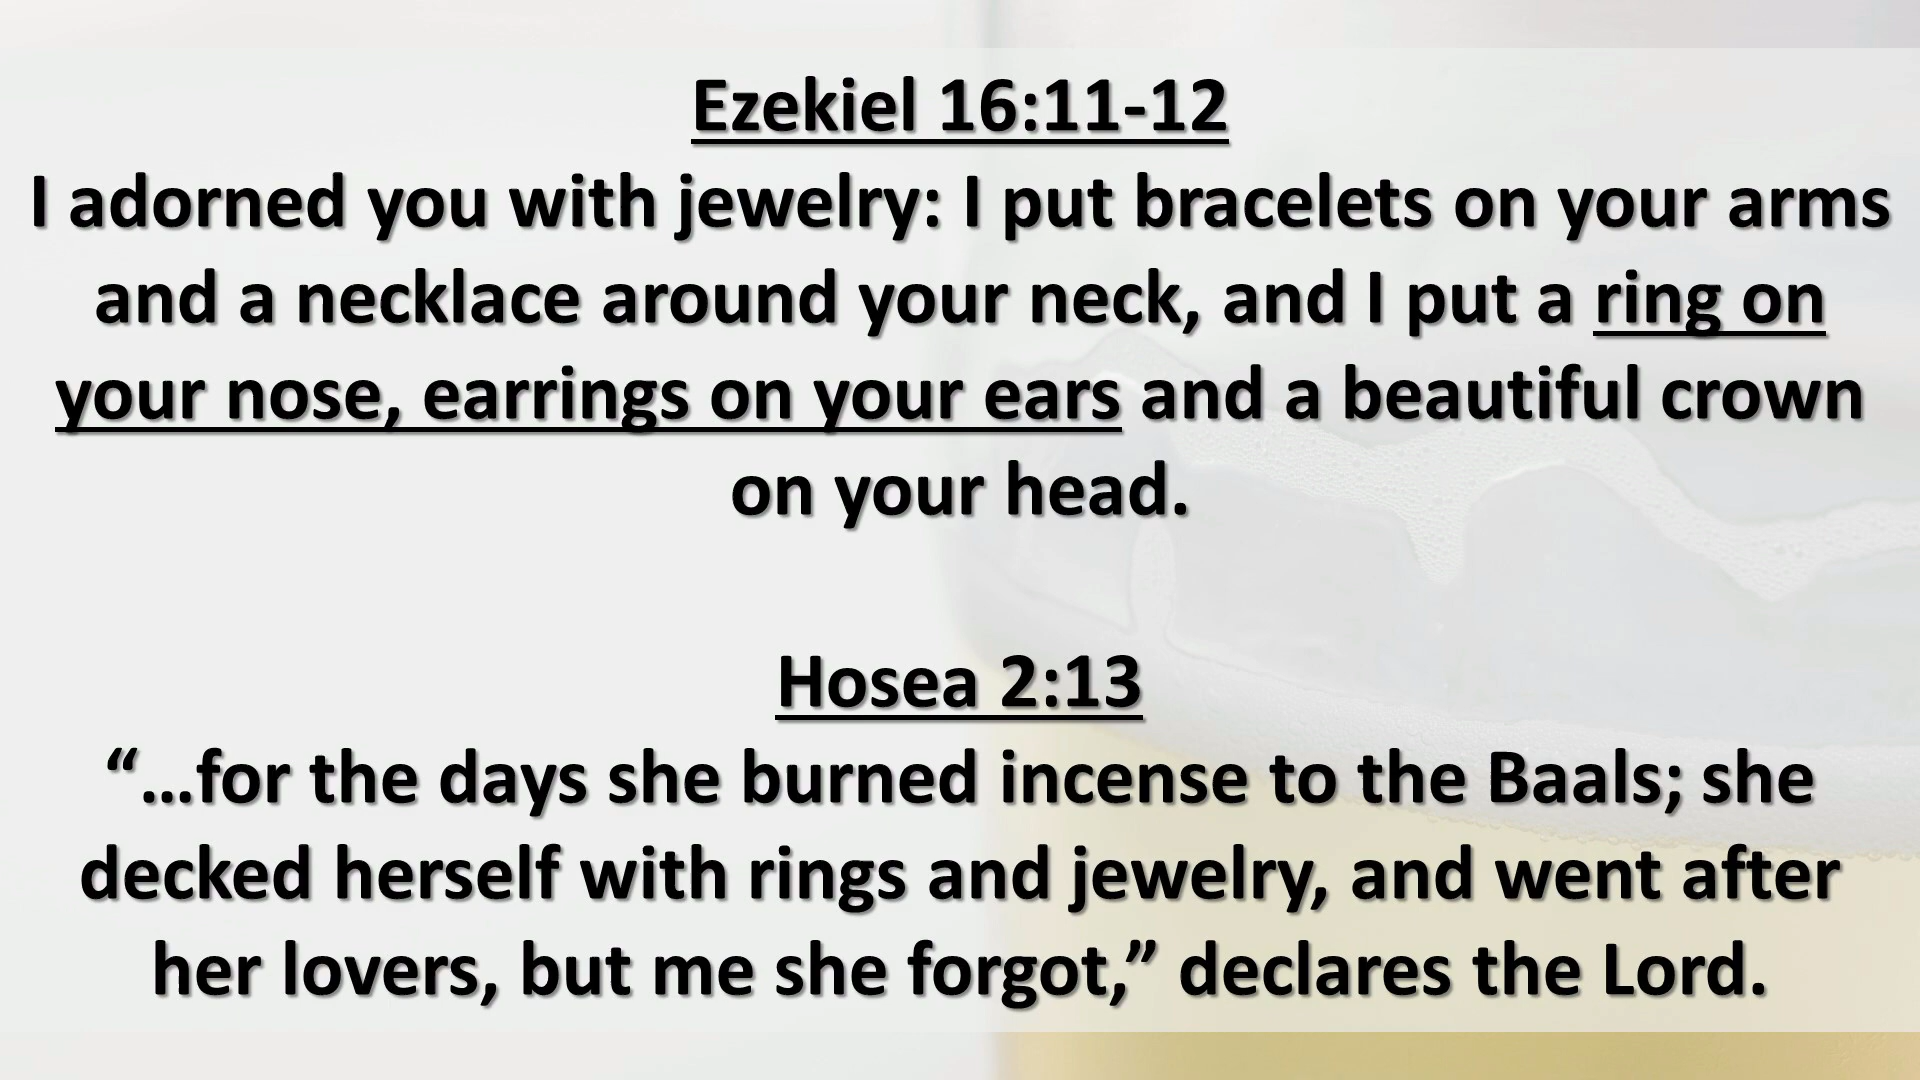 Ezekiel 16:11-12
I adorned you with jewelry: I put bracelets on your arms
and a necklace around your neck, and I put a ring on
your nose, earrings on your ears and a beautiful crown
on your head.
Hosea 2:13
“…for the days she burned incense to the Baals; she
decked herself with rings and jewelry, and went after
her lovers, but me she forgot,” declares the Lord.